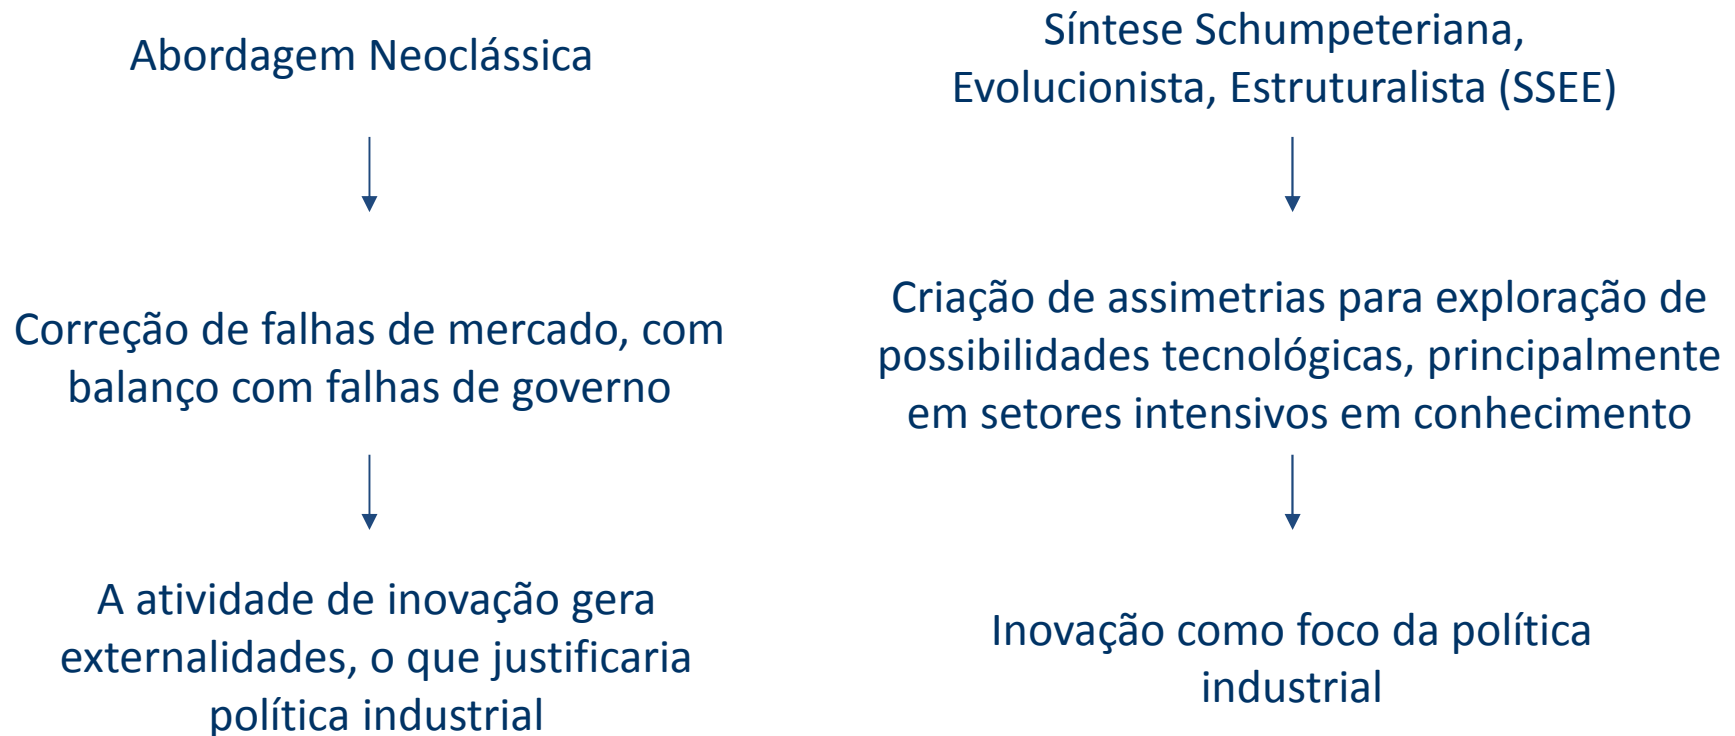 Abordagem Neoclássica
Correção de falhas de mercado, com
balanço com falhas de governo
A atividade de inovação gera
externalidades, o que justificaria
política industrial
Síntese Schumpeteriana,
Evolucionista, Estruturalista (SSEE)
Criação de assimetrias para exploração de
possibilidades tecnológicas, principalmente
em setores intensivos em conhecimento
Inovação como foco da política
industrial